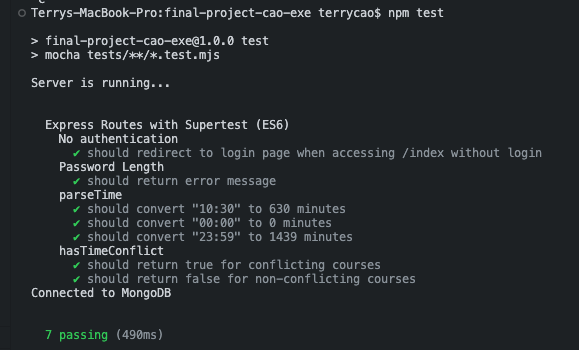 Terrys-MacBook-Pro:final-project-cao-exe terrycao$ npm test
> final-project-cao-exe@1.0.0 test
> mocha tests/**/*.test.mjs
Server is running...
Express Routes with Supertest (ES6)
No authentication
✔ should redirect to login page when accessing /index without login
Password Length
✔ should return error message
parseTime
✔ should convert "10:30" to 630 minutes
✔ should convert "00:00" to 0 minutes
✔ should convert "23:59" to 1439 minutes
hasTimeConflict
✔ should return true for conflicting courses
✔ should return false for non-conflicting courses
Connected to MongoDB
7 passing (490ms)